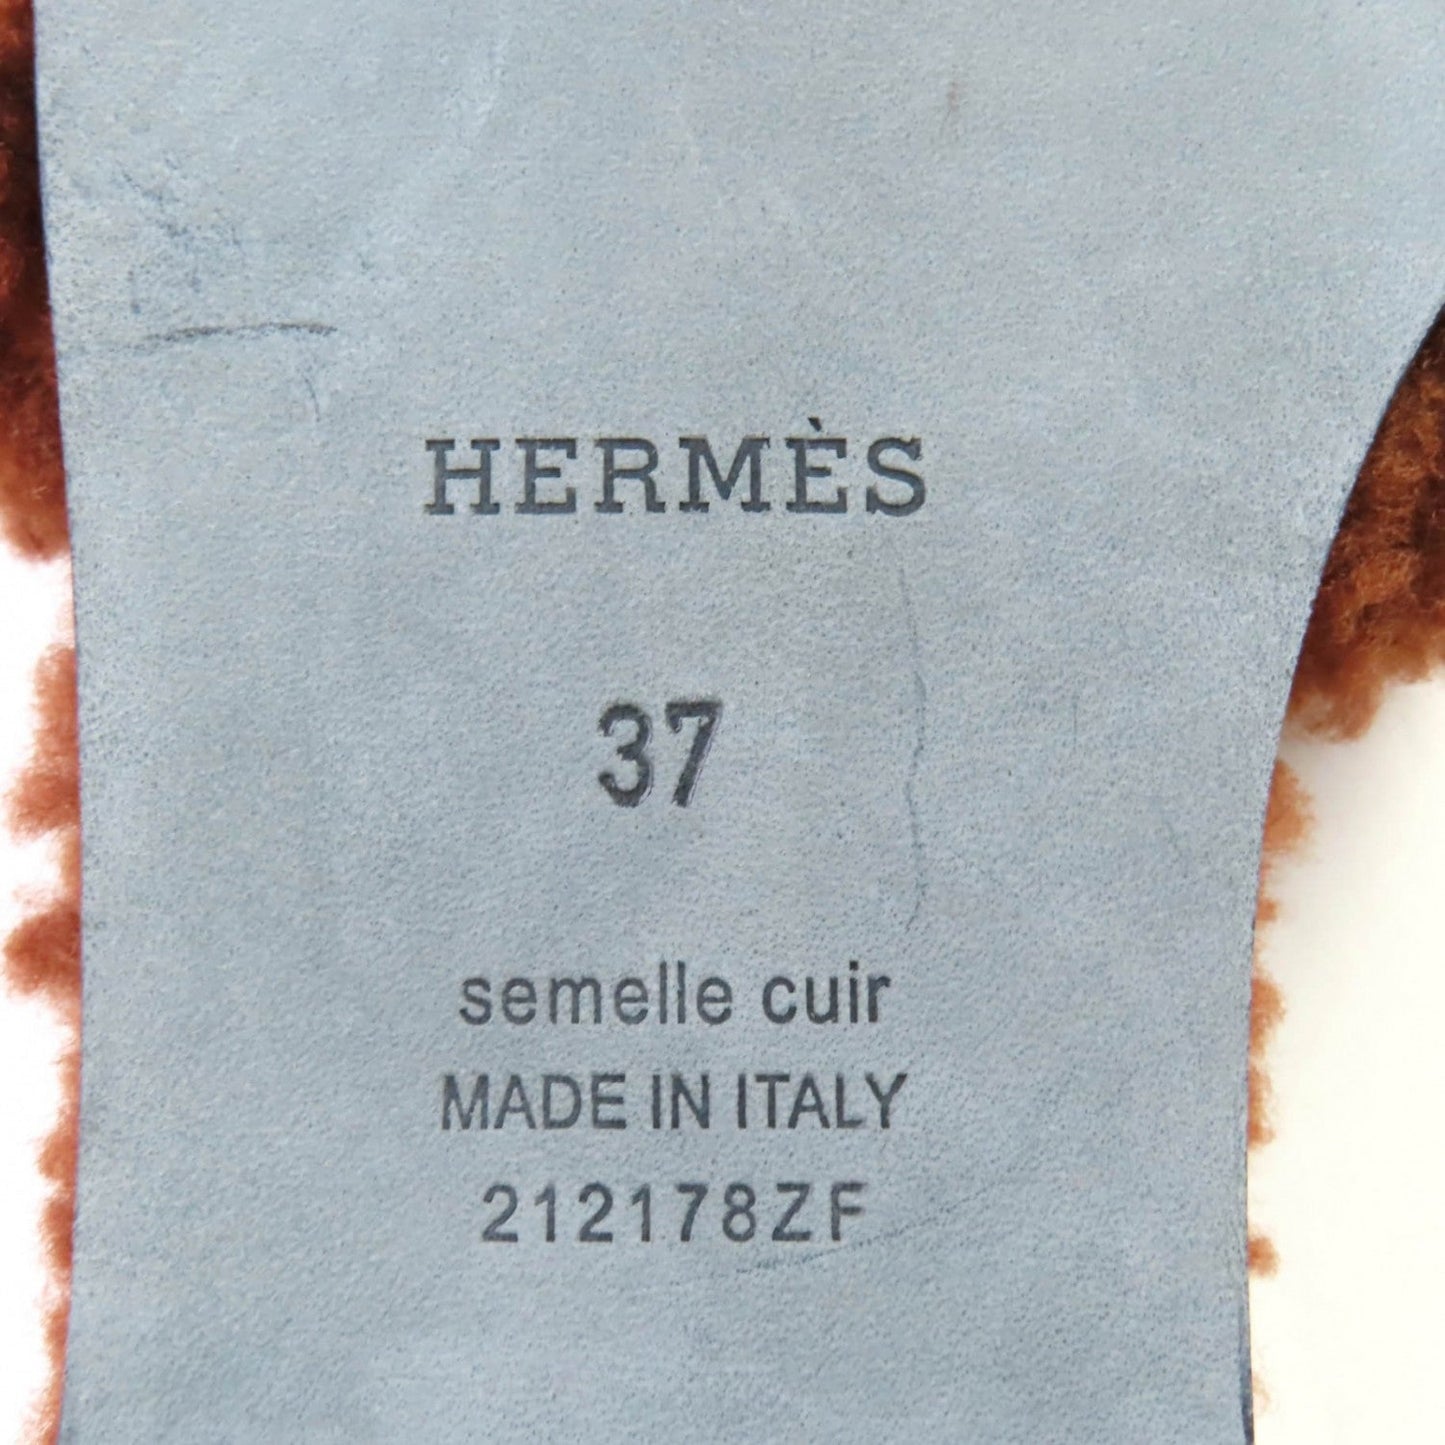 HERMÈS
37
semelle cuir
MADE IN ITALY
212178ZF